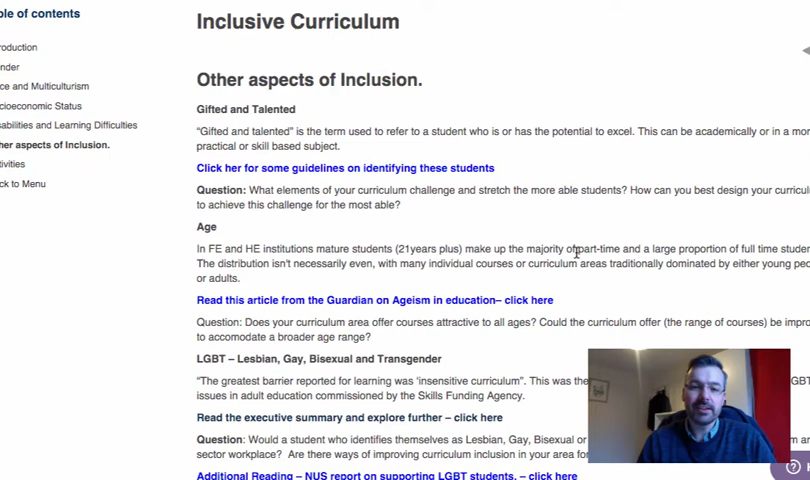 ble of contents
Inclusive Curriculum
roduction
nder
ce and Multiculturism
cioeconomic Status
sabilities and Learning Difficulties
her aspects of Inclusion.
tivities
ck to Menu
Other aspects of Inclusion.
Gifted and Talented
“Gifted and talented” is the term used to refer to a student who is or has the potential to excel. This can be academically or in a mor
practical or skill based subject.
Click her for some guidelines on identifying these students
Question: What elements of your curriculum challenge and stretch the more able students? How can you best design your curricul
to achieve this challenge for the most able?
Age
In FE and HE institutions mature students (21years plus) make up the majority of part-time and a large proportion of full time studen
The distribution isn't necessarily even, with many individual courses or curriculum areas traditionally dominated by either young peo
or adults.
Read this article from the Guardian on Ageism in education– click here
Question: Does your curriculum area offer courses attractive to all ages? Could the curriculum offer (the range of courses) be impro
to accomodate a broader age range?
LGBT – Lesbian, Gay, Bisexual and Transgender
“The greatest barrier reported for learning was ‘insensitive curriculum”. This was the GBT
issues in adult education commissioned by the Skills Funding Agency.
Read the executive summary and explore further – click here
Question: Would a student who identifies themselves as Lesbian, Gay, Bisexual or am ar
sector workplace? Are there ways of improving curriculum inclusion in your area for
Additional Reading – NUS report on supporting LGBT students. – click here